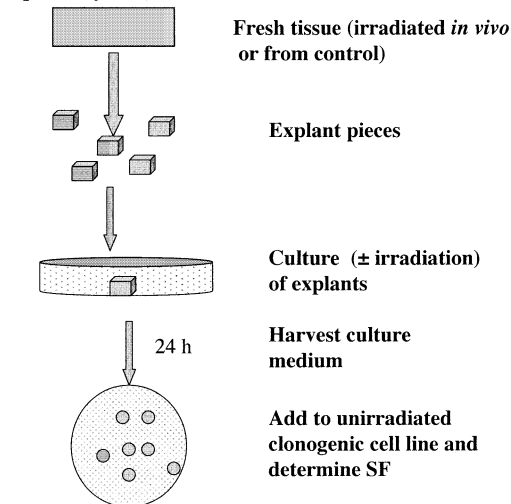 Fresh tissue (irradiated in vivo
or from control)
Explant pieces
Culture (± irradiation)
of explants
24 h
Harvest culture
medium
Add to unirradiated
clonogenic cell line and
determine SF